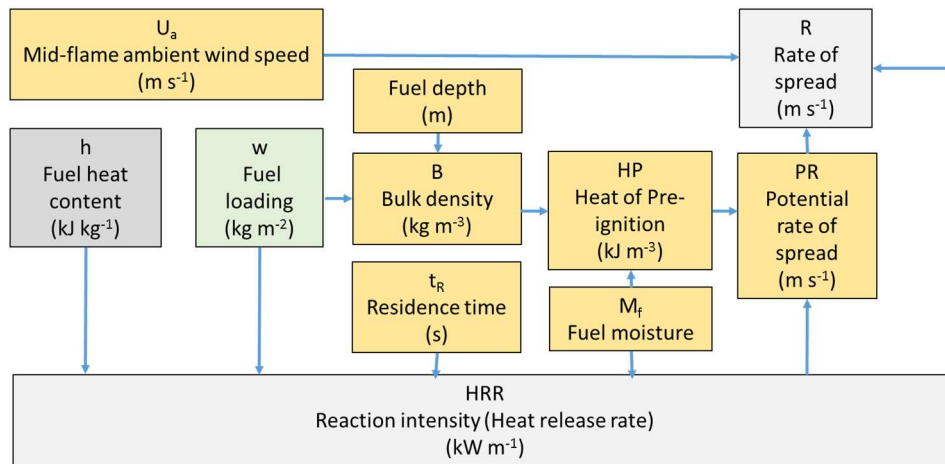 Uₐ
Mid-flame ambient wind speed
(m s⁻¹)
R
Rate of
spread
(m s⁻¹)
Fuel depth
(m)
h
Fuel heat
content
(kJ kg⁻¹)
w
Fuel
loading
(kg m⁻²)
B
Bulk density
(kg m⁻³)
HP
Heat of Pre-
ignition
(kJ m⁻³)
PR
Potential
rate of
spread
(m s⁻¹)
t_R
Residence time
(s)
M_f
Fuel moisture
HRR
Reaction intensity (Heat release rate)
(kW m⁻¹)